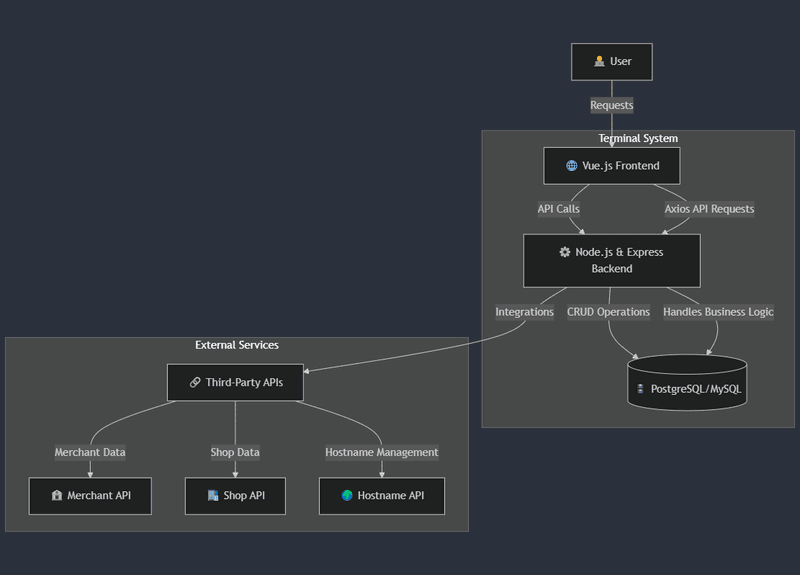 User
Requests
Terminal System
Vue.js Frontend
API Calls
Axios API Requests
Node.js & Express
Backend
Integrations
CRUD Operations
Handles Business Logic
External Services
Third-Party APIs
PostgreSQL/MySQL
Merchant Data
Shop Data
Hostname Management
Merchant API
Shop API
Hostname API